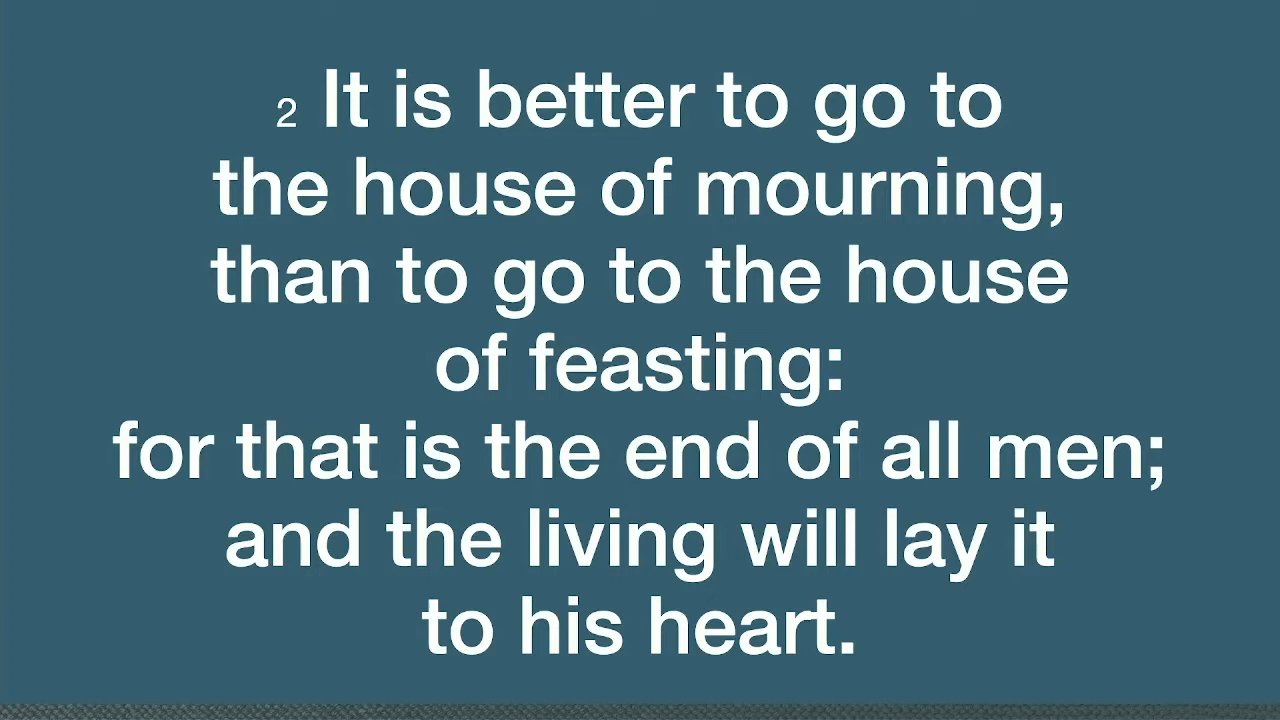 2 It is better to go to
the house of mourning,
than to go to the house
of feasting:
for that is the end of all men;
and the living will lay it
to his heart.